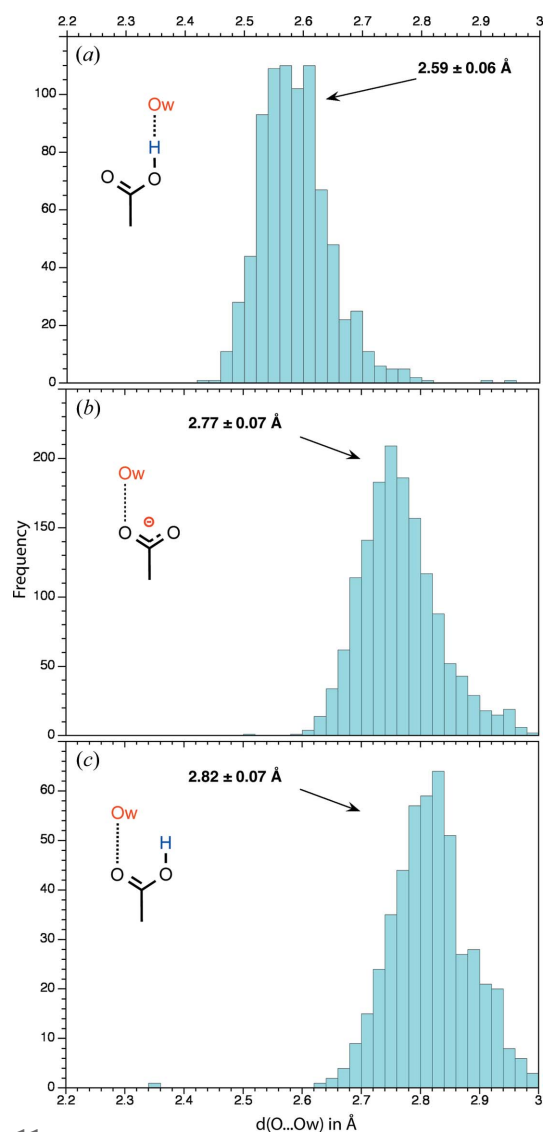 2.2 2.3 2.4 2.5 2.6 2.7 2.8 2.9 3
(a)
2.59 ± 0.06 Å
Ow
H
O
O
100
80
60
40
20
0
(b)
2.77 ± 0.07 Å
Ow
⊖
O O
200
150
100
50
0
Frequency
(c)
2.82 ± 0.07 Å
Ow
H
O O
60
50
40
30
20
10
0
2.2 2.3 2.4 2.5 2.6 2.7 2.8 2.9 3
d(O...Ow) in Å